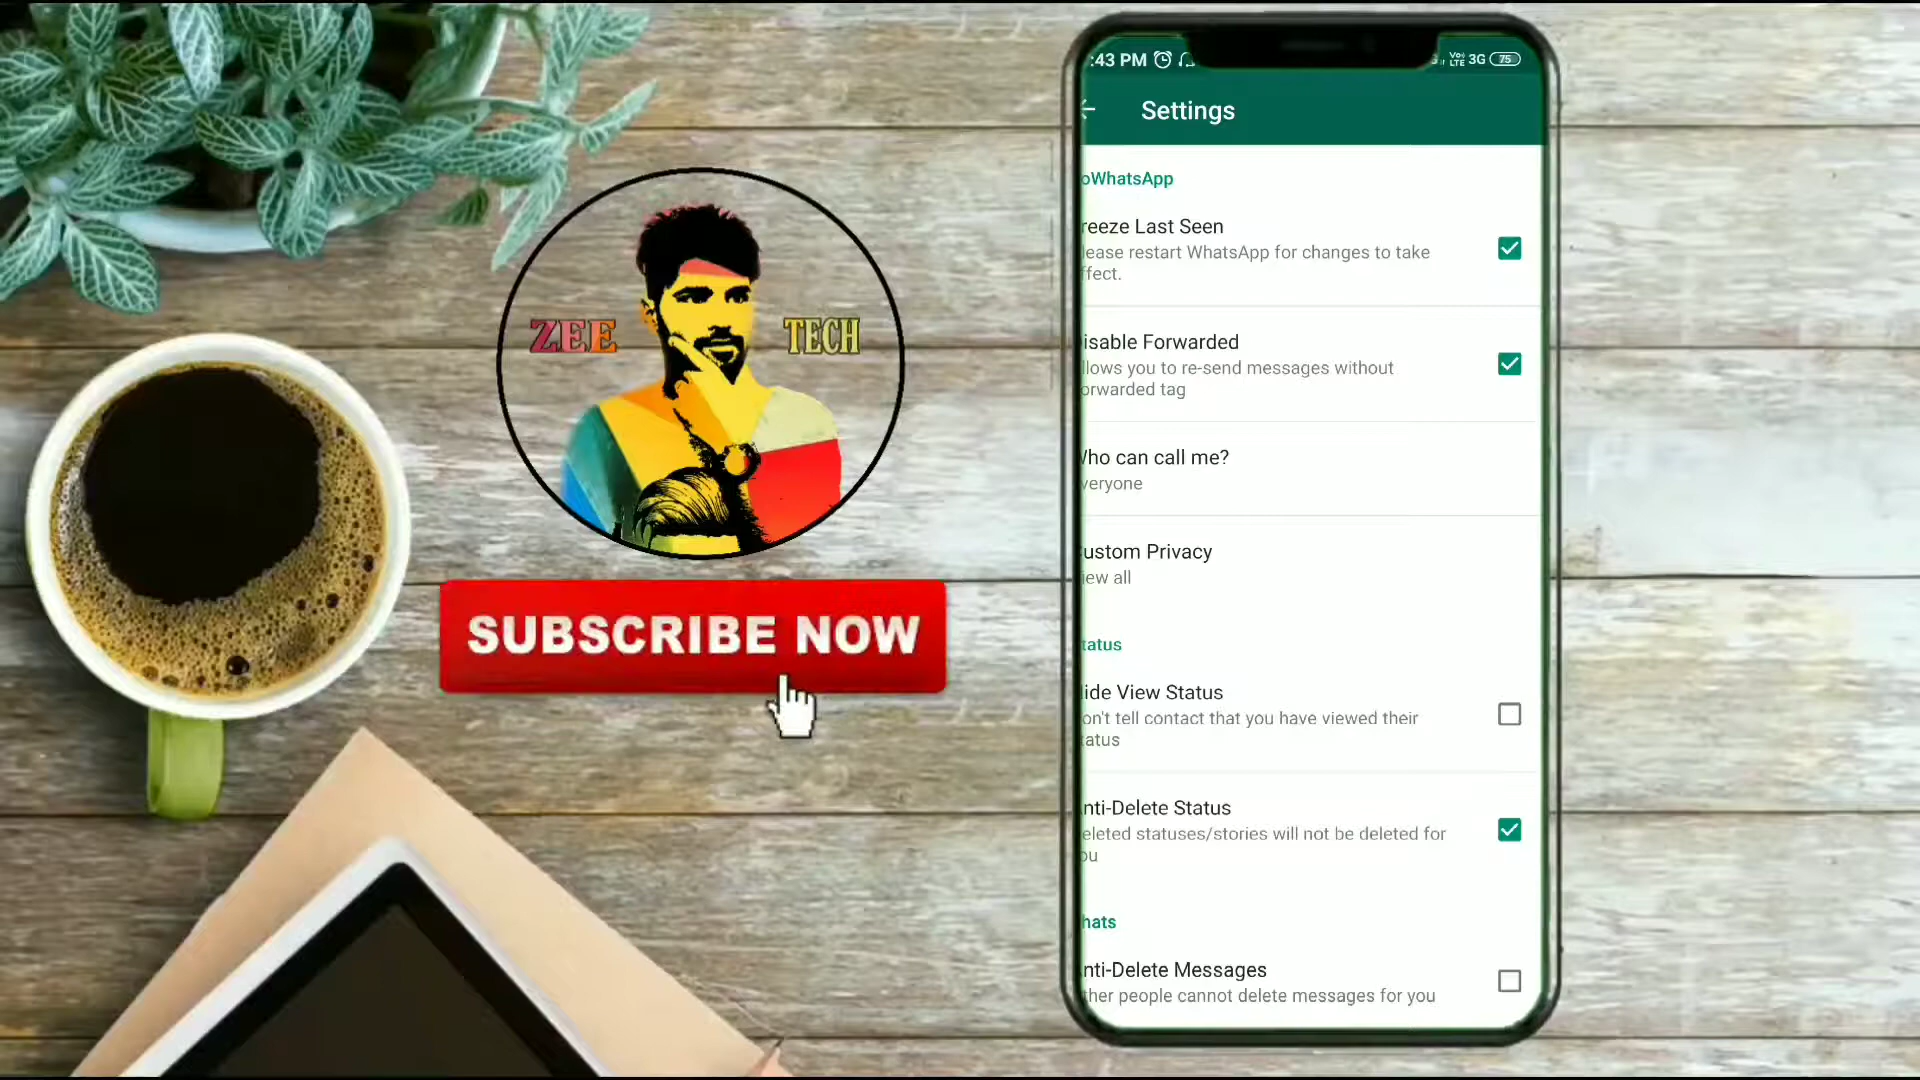 ZEE TECH
SUBSCRIBE NOW
:43 PM
Vo) LTE 3G 75
Settings
oWhatsApp
reeze Last Seen
lease restart WhatsApp for changes to take
ffect.
isable Forwarded
llows you to re-send messages without
orwarded tag
ho can call me?
veryone
ustom Privacy
iew all
tatus
ide View Status
on't tell contact that you have viewed their
tatus
nti-Delete Status
eleted statuses/stories will not be deleted for
ou
hats
nti-Delete Messages
ther people cannot delete messages for you